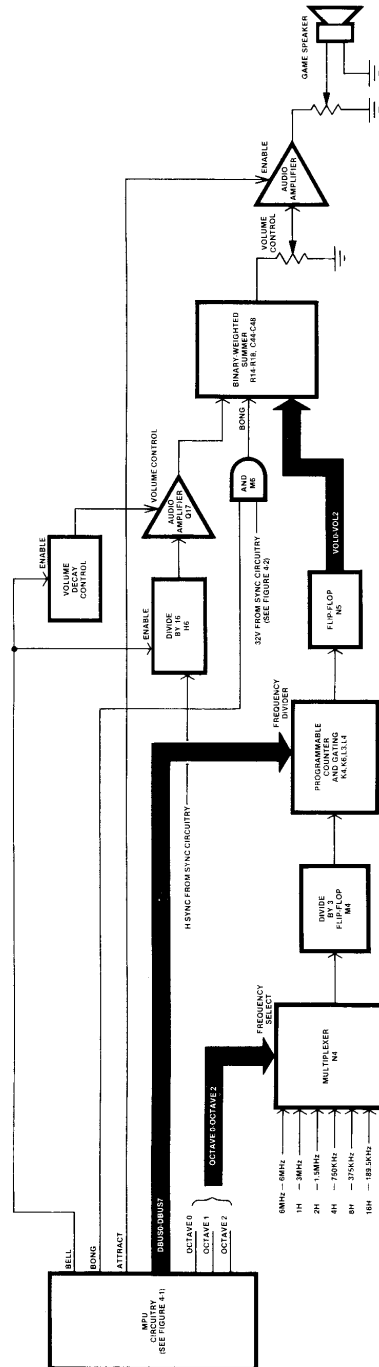 MPU
CIRCUITRY
(SEE FIGURE 4-1)
BELL
BONG
ATTRACT
DBUS0-DBUS7
OCTAVE 0
OCTAVE 1
OCTAVE 2
OCTAVE 0-OCTAVE 2
6MHz — 6MHz
1H — 3MHz
2H — 1.5MHz
4H — 750KHz
8H — 375KHz
16H — 189.5KHz
FREQUENCY
SELECT
MULTIPLEXER
N4
DIVIDE
BY 3
FLIP-FLOP
M4
FREQUENCY
DIVIDER
PROGRAMMABLE
COUNTER
AND GATING
K4,K6,L3,L4
FLIP-FLOP
N5
VOL0-VOL2
H SYNC FROM SYNC CIRCUITRY
ENABLE
VOLUME
DECAY
CONTROL
ENABLE
DIVIDE
BY 16
H6
VOLUME CONTROL
AUDIO
AMPLIFIER
Q17
32V FROM SYNC CIRCUITRY
(SEE FIGURE 4-2)
AND
M6
BONG
BINARY-WEIGHTED
SUMMER
R14-R18, C44-C48
VOLUME
CONTROL
ENABLE
AUDIO
AMPLIFIER
GAME SPEAKER